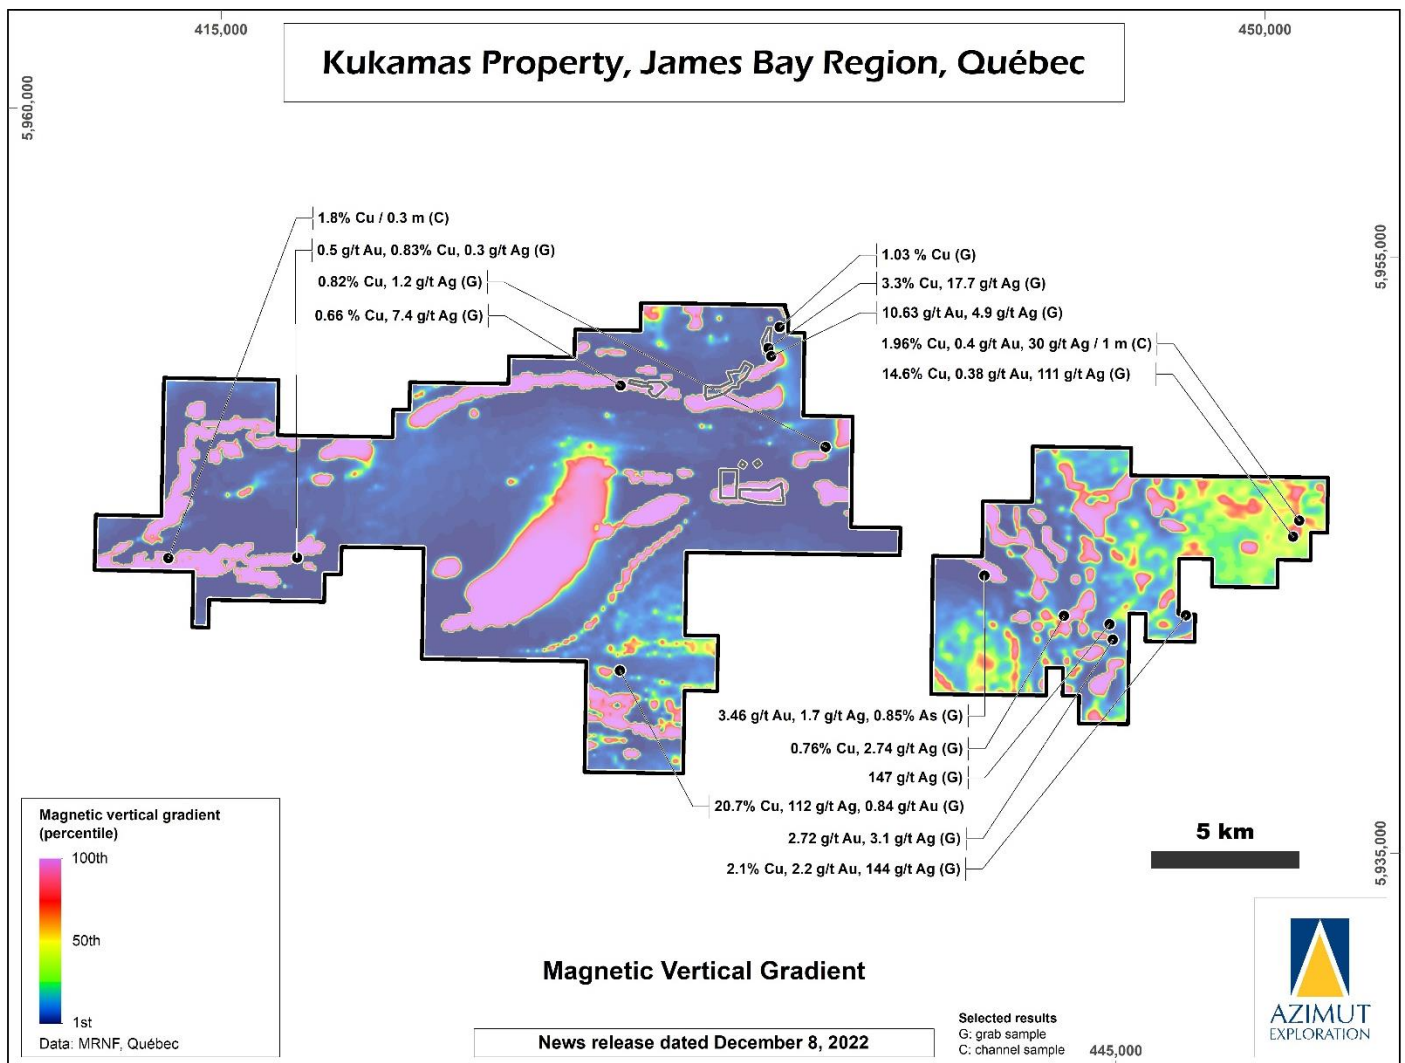 415,000
450,000
Kukamas Property, James Bay Region, Québec
5,960,000
5,955,000
1.8% Cu / 0.3 m (C)
0.5 g/t Au, 0.83% Cu, 0.3 g/t Ag (G)
0.82% Cu, 1.2 g/t Ag (G)
0.66 % Cu, 7.4 g/t Ag (G)
1.03 % Cu (G)
3.3% Cu, 17.7 g/t Ag (G)
10.63 g/t Au, 4.9 g/t Ag (G)
1.96% Cu, 0.4 g/t Au, 30 g/t Ag / 1 m (C)
14.6% Cu, 0.38 g/t Au, 111 g/t Ag (G)
3.46 g/t Au, 1.7 g/t Ag, 0.85% As (G)
0.76% Cu, 2.74 g/t Ag (G)
147 g/t Ag (G)
20.7% Cu, 112 g/t Ag, 0.84 g/t Au (G)
2.72 g/t Au, 3.1 g/t Ag (G)
2.1% Cu, 2.2 g/t Au, 144 g/t Ag (G)
5 km
5,935,000
Magnetic vertical gradient
(percentile)
100th
50th
1st
Data: MRNF, Québec
Magnetic Vertical Gradient
News release dated December 8, 2022
Selected results
G: grab sample
C: channel sample
445,000
AZIMUT
EXPLORATION